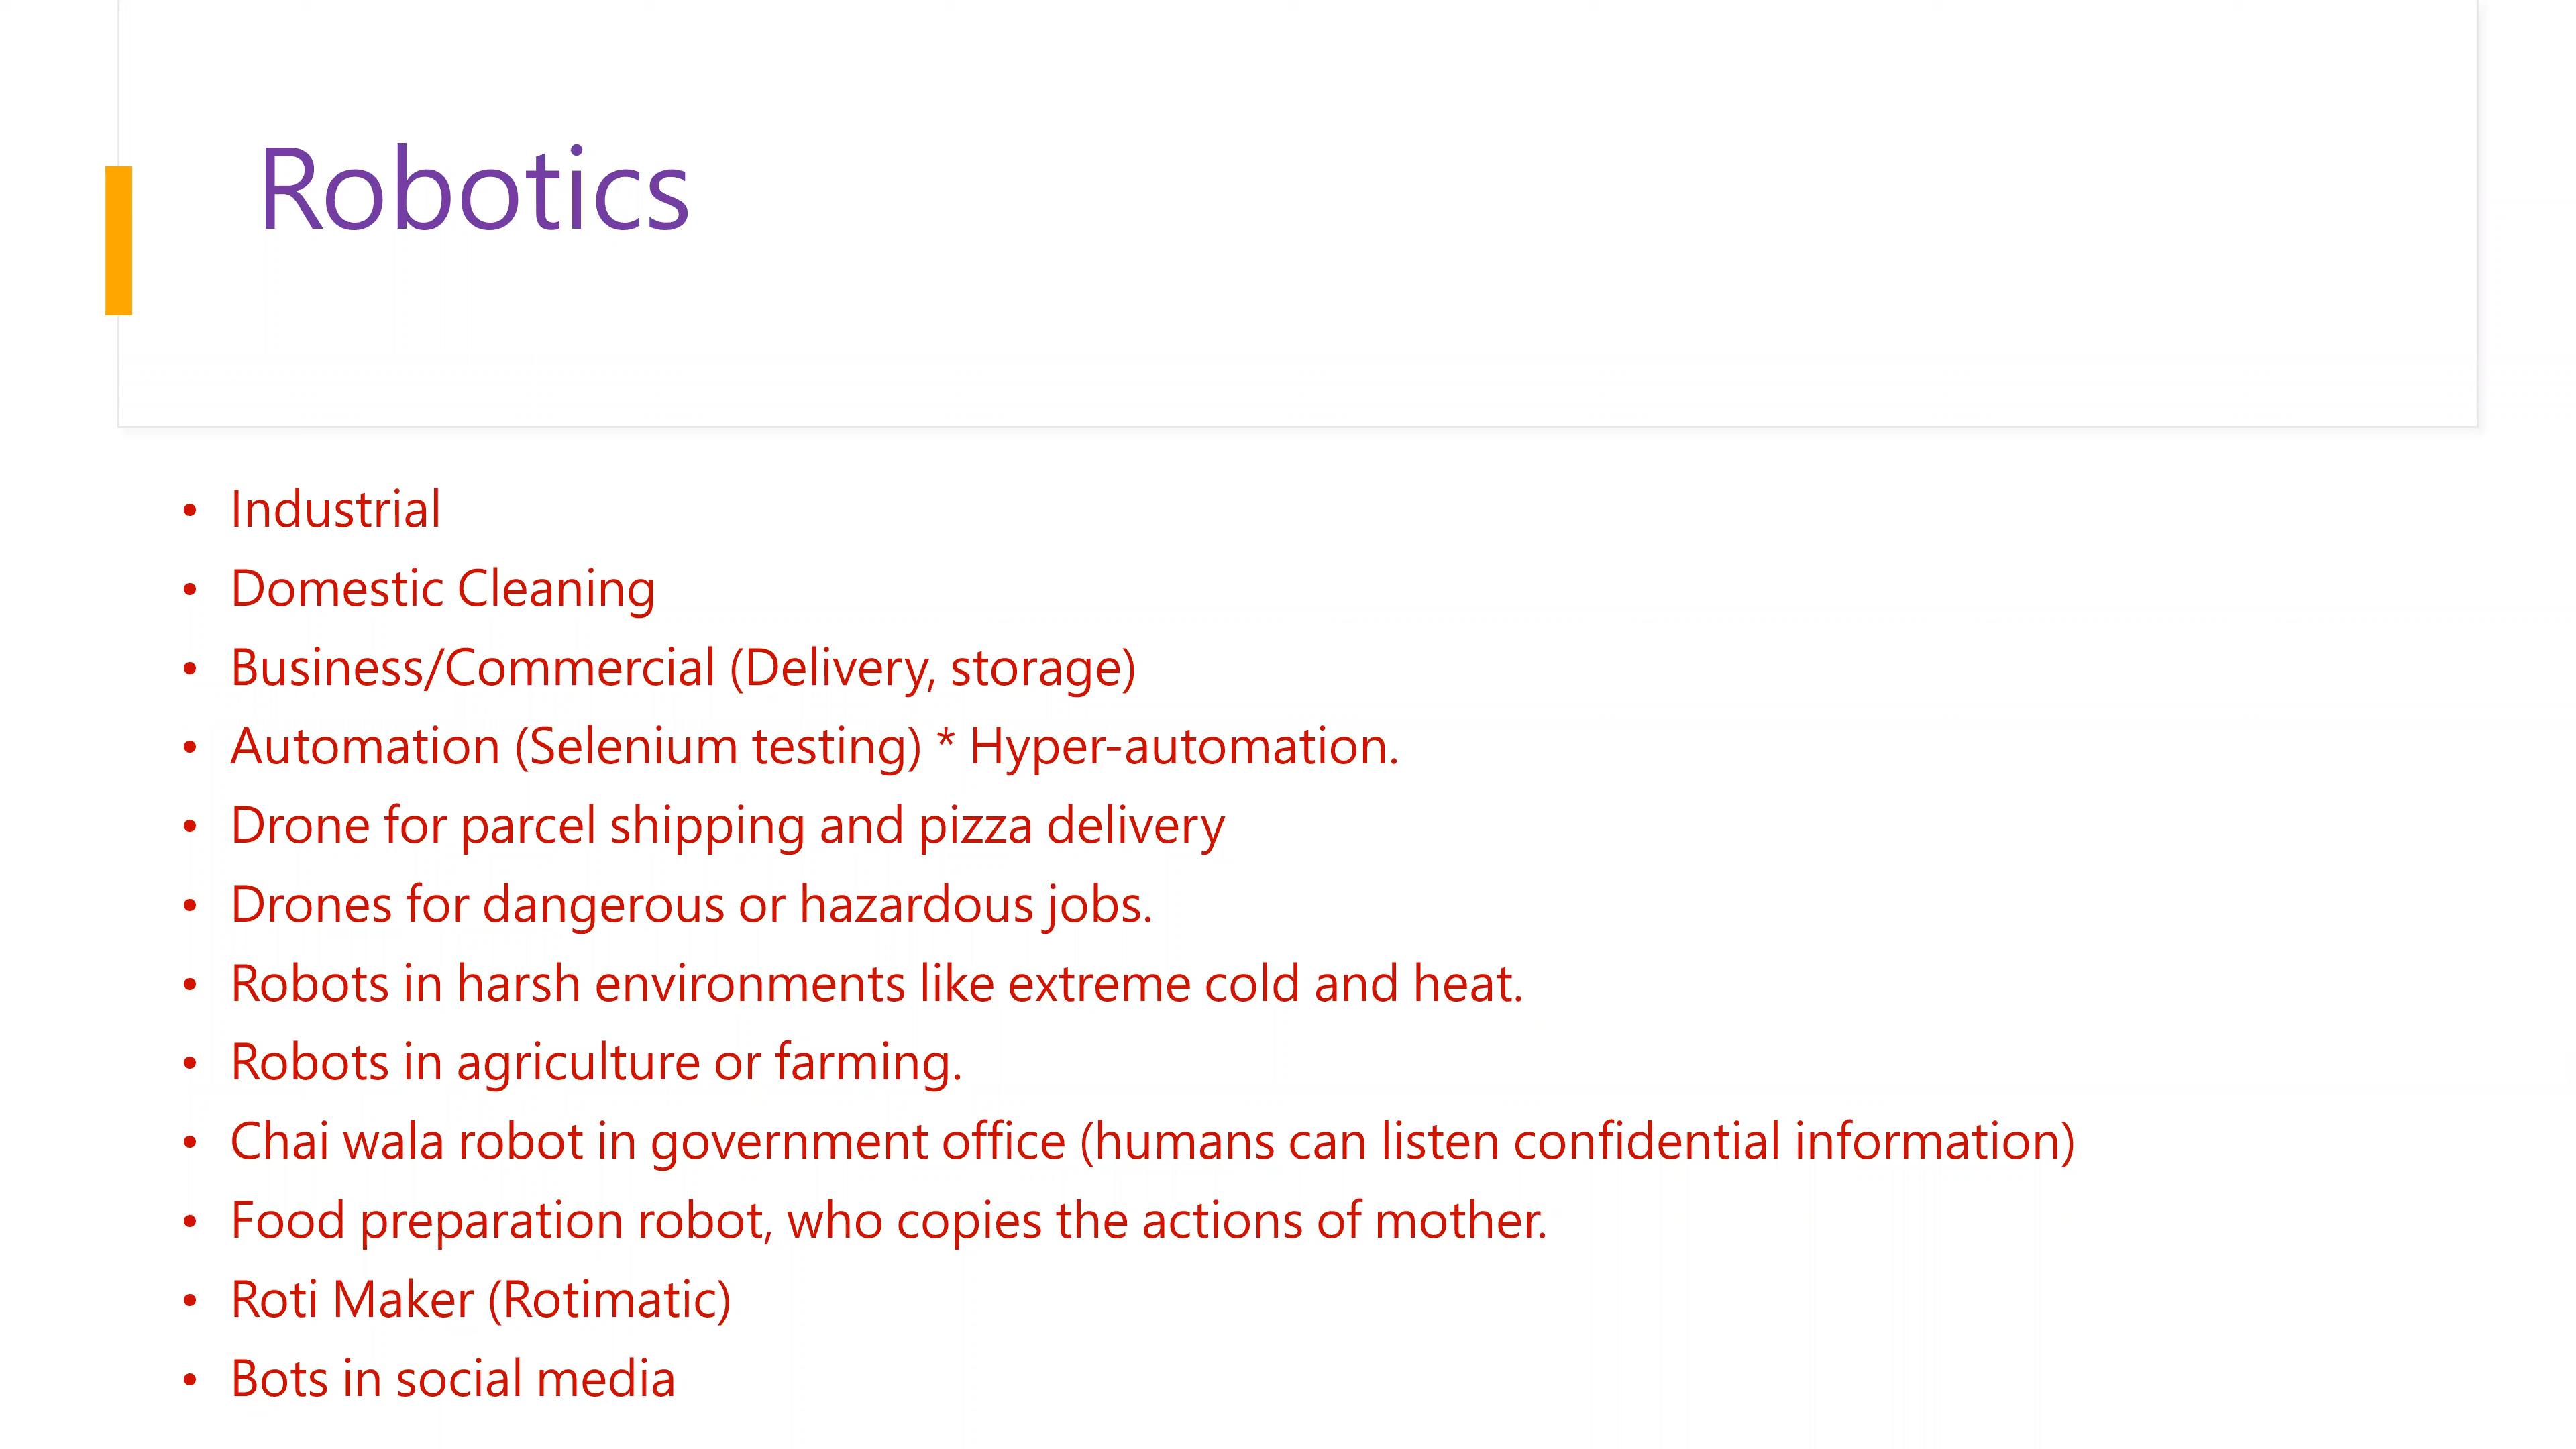 Robotics
• Industrial
• Domestic Cleaning
• Business/Commercial (Delivery, storage)
• Automation (Selenium testing) * Hyper-automation.
• Drone for parcel shipping and pizza delivery
• Drones for dangerous or hazardous jobs.
• Robots in harsh environments like extreme cold and heat.
• Robots in agriculture or farming.
• Chai wala robot in government office (humans can listen confidential information)
• Food preparation robot, who copies the actions of mother.
• Roti Maker (Rotimatic)
• Bots in social media